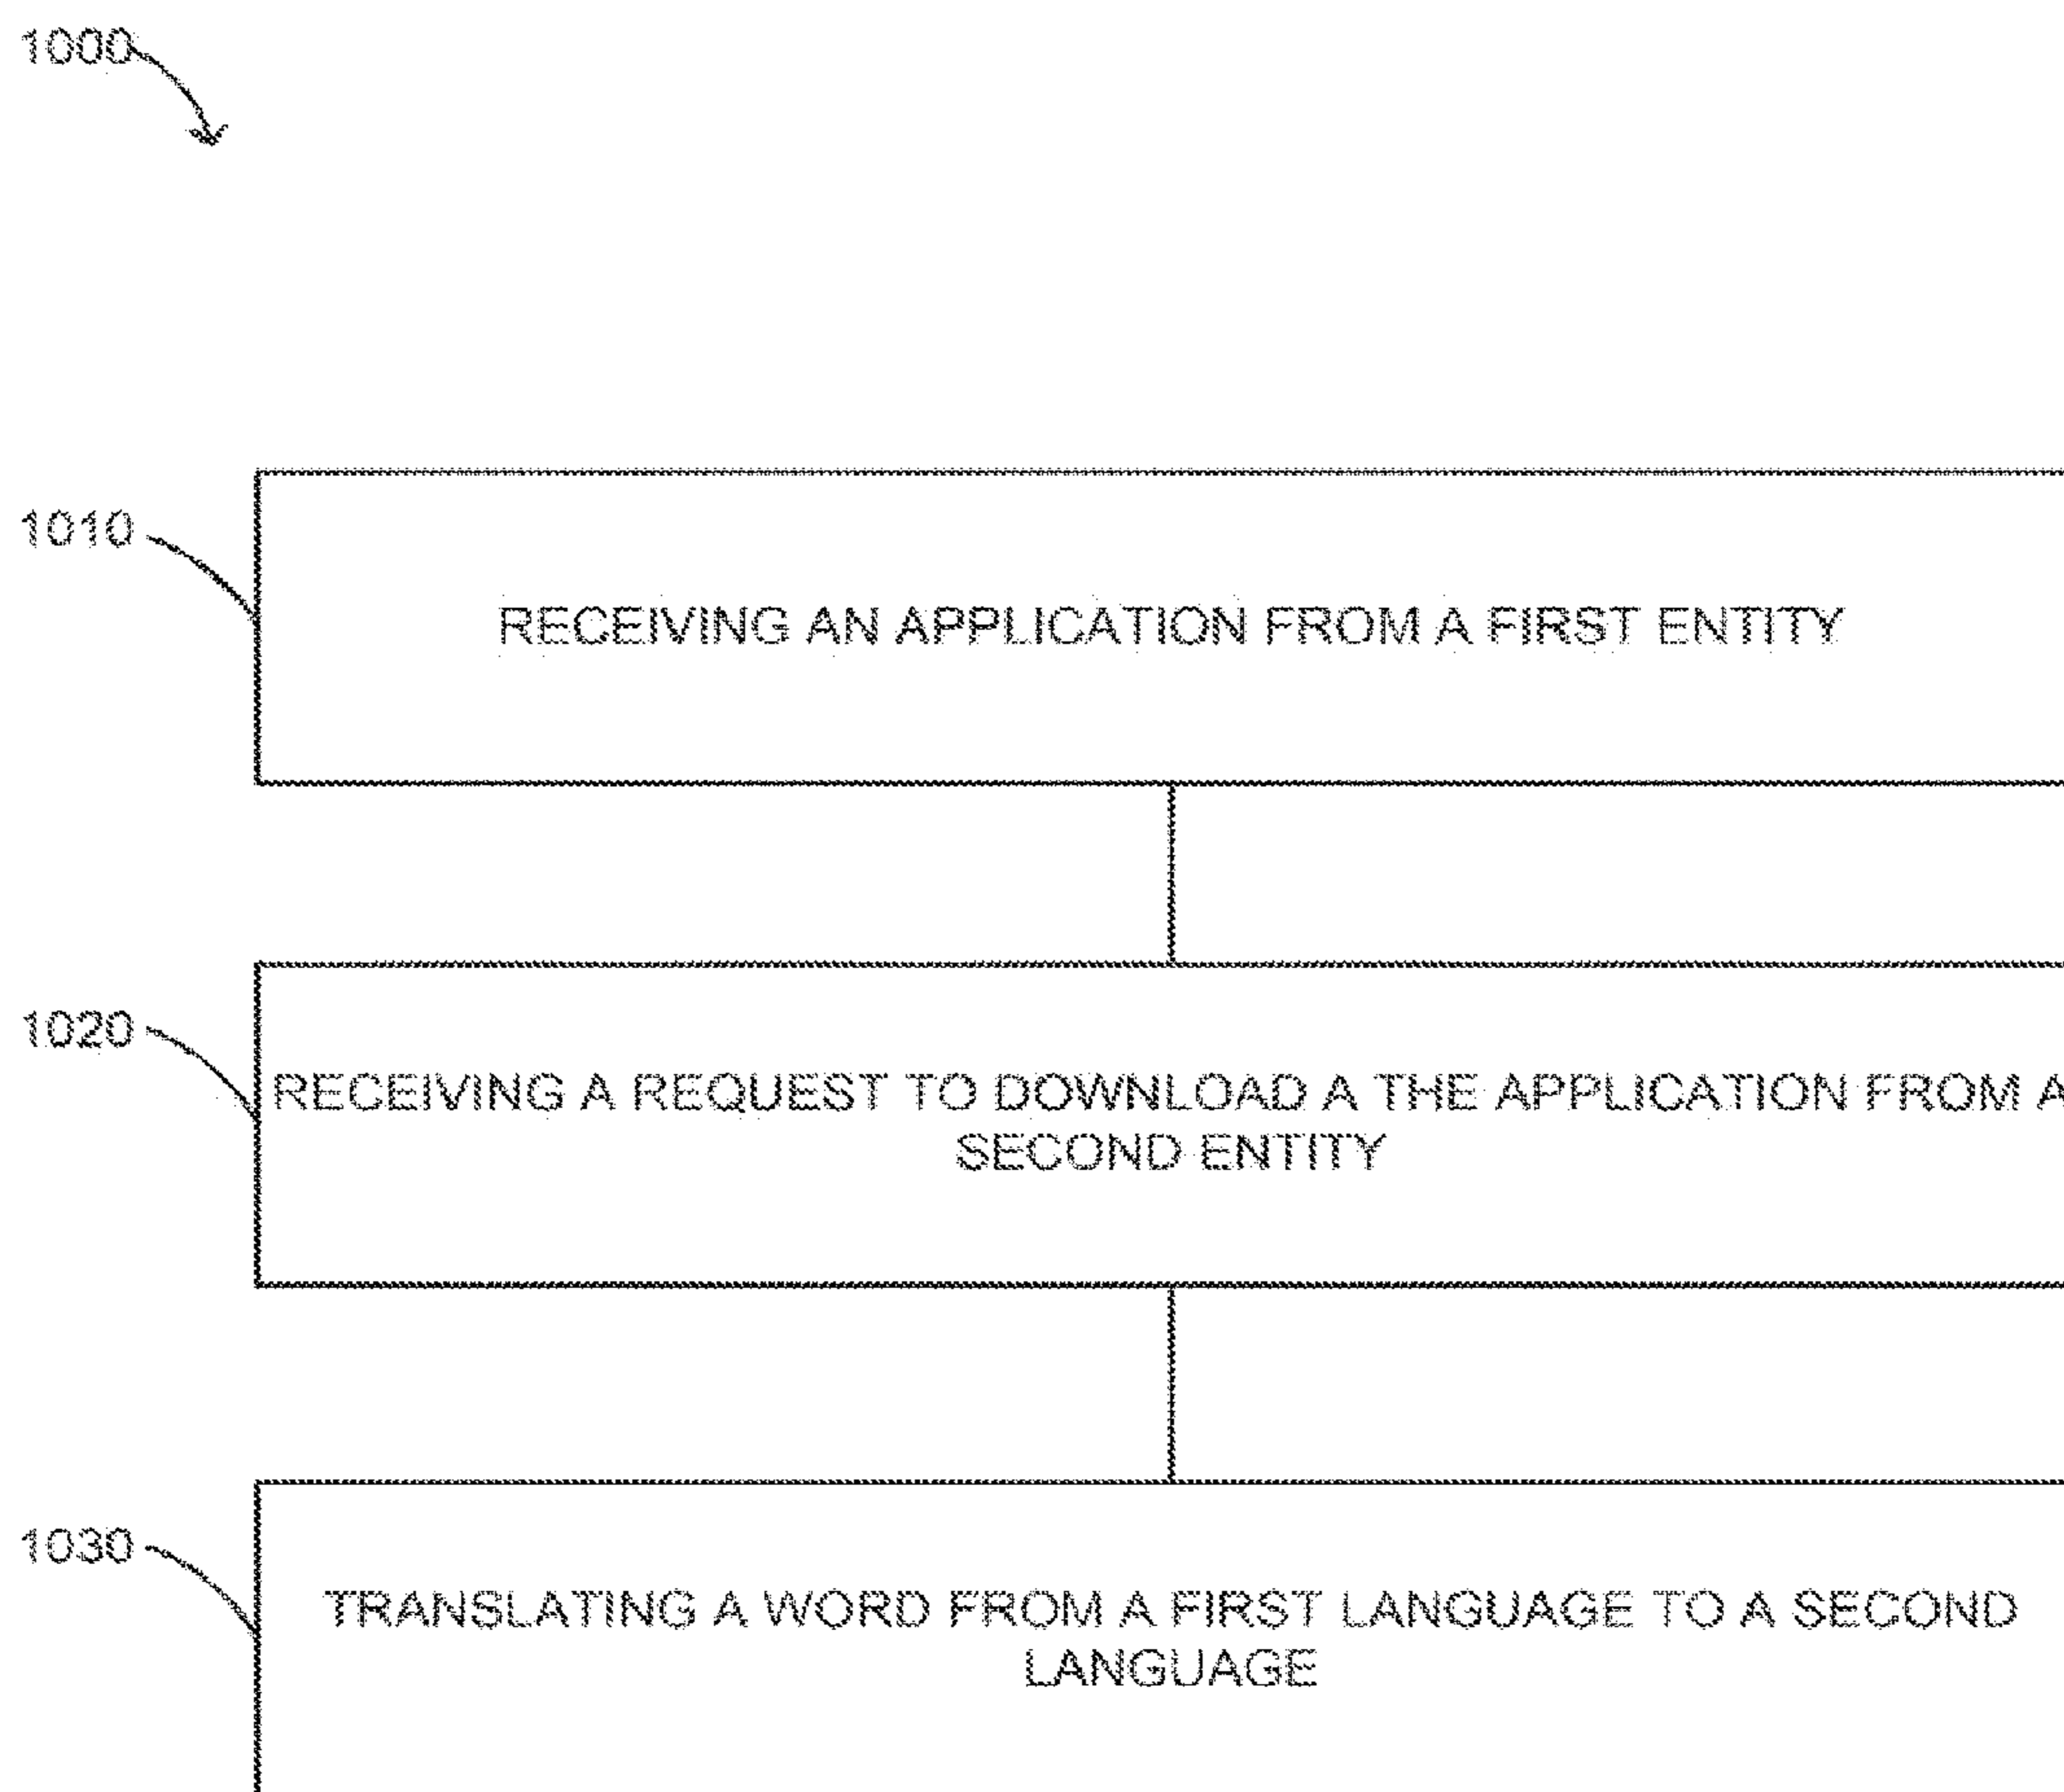 1000
1010
RECEIVING AN APPLICATION FROM A FIRST ENTITY
1020
RECEIVING A REQUEST TO DOWNLOAD A THE APPLICATION FROM A
SECOND ENTITY
1030
TRANSLATING A WORD FROM A FIRST LANGUAGE TO A SECOND
LANGUAGE